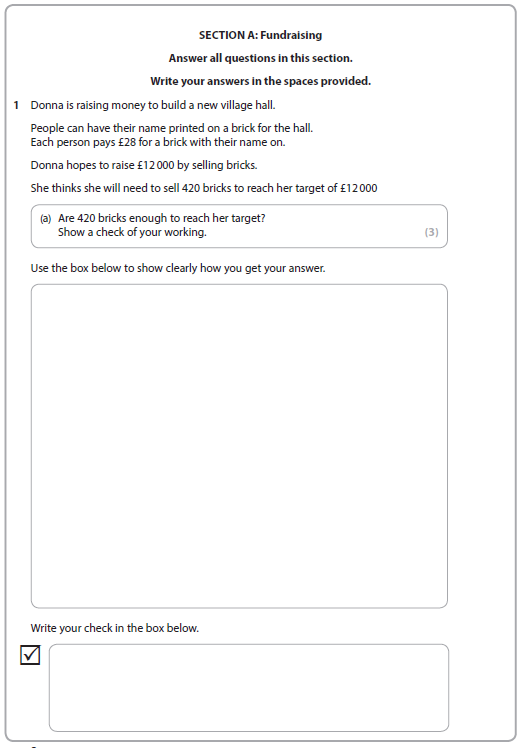 SECTION A: Fundraising
Answer all questions in this section.
Write your answers in the spaces provided.
1 Donna is raising money to build a new village hall.
People can have their name printed on a brick for the hall.
Each person pays £28 for a brick with their name on.
Donna hopes to raise £12 000 by selling bricks.
She thinks she will need to sell 420 bricks to reach her target of £12 000
(a) Are 420 bricks enough to reach her target?
Show a check of your working. (3)
Use the box below to show clearly how you get your answer.
Write your check in the box below.